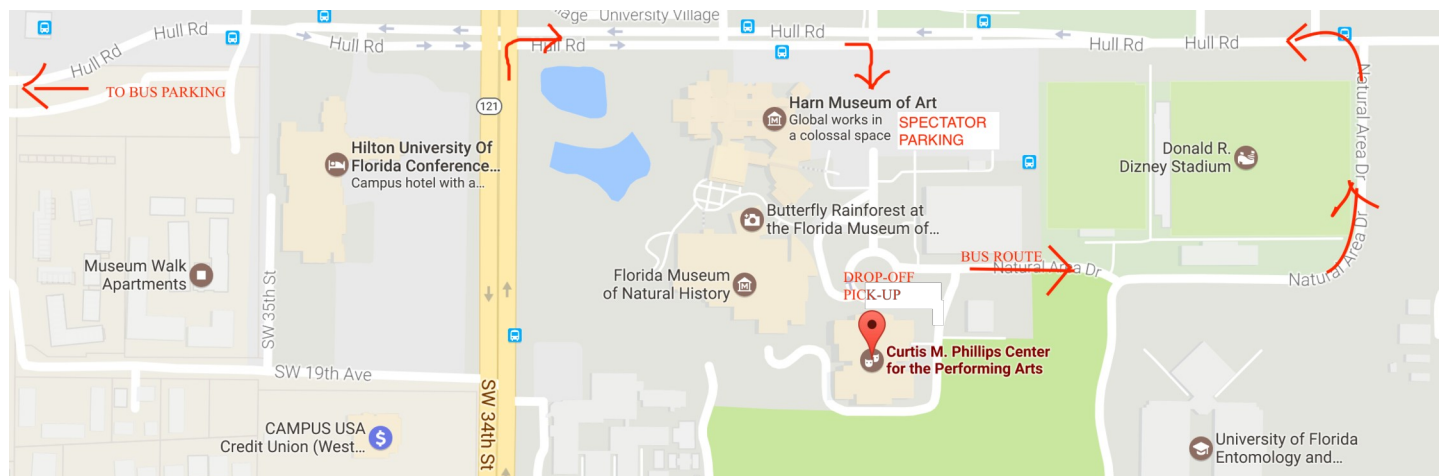 llage University Village
Hull Rd
Hull Rd
Hull Rd
Hull Rd
Hull Rd
Hull Rd
TO BUS PARKING
121
Harn Museum of Art
Global works in
a colossal space
SPECTATOR
PARKING
Hilton University Of
Florida Conference...
Campus hotel with a...
Donald R.
Dizney Stadium
Natural Area Dr
Butterfly Rainforest at
the Florida Museum of...
Museum Walk
Apartments
SW 35th St
Florida Museum
of Natural History
BUS ROUTE
Natural Area Dr
Natural Area Dr
DROP-OFF
PICK-UP
Curtis M. Phillips Center
for the Performing Arts
SW 19th Ave
SW 34th St
CAMPUS USA
Credit Union (West...
$
University of Florida
Entomology and...